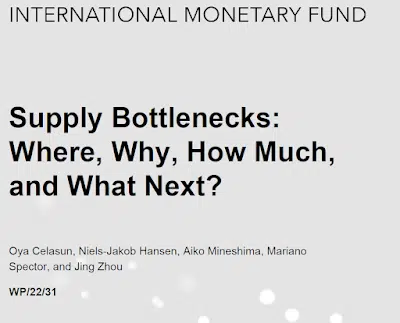 INTERNATIONAL MONETARY FUND
Supply Bottlenecks:
Where, Why, How Much,
and What Next?
Oya Celasun, Niels-Jakob Hansen, Aiko Mineshima, Mariano
Spector, and Jing Zhou
WP/22/31